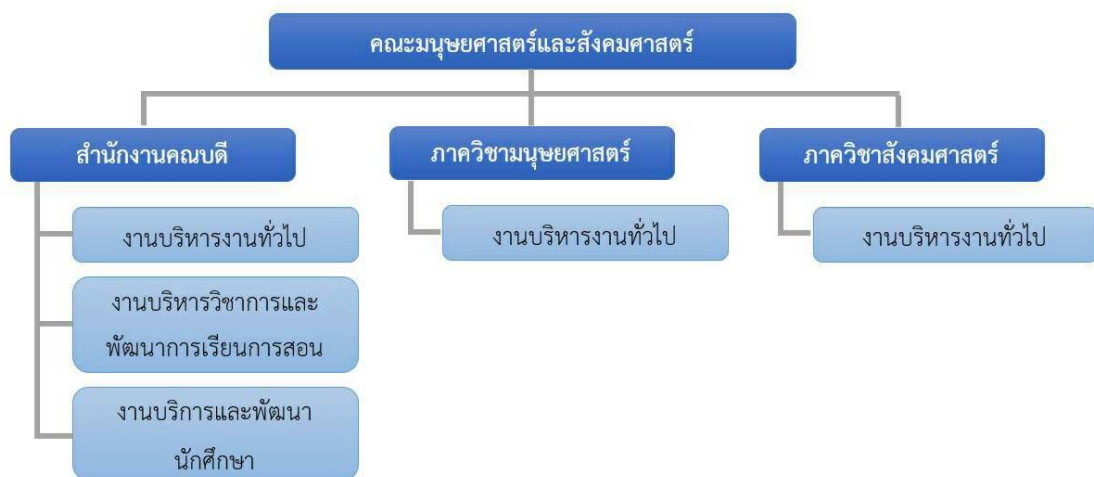 คณะมนุษยศาสตร์และสังคมศาสตร์
สำนักงานคณบดี
ภาควิชามนุษยศาสตร์
ภาควิชาสังคมศาสตร์
งานบริหารงานทั่วไป
งานบริหารงานทั่วไป
งานบริหารงานทั่วไป
งานบริหารวิชาการและ
พัฒนาการเรียนการสอน
งานบริการและพัฒนา
นักศึกษา